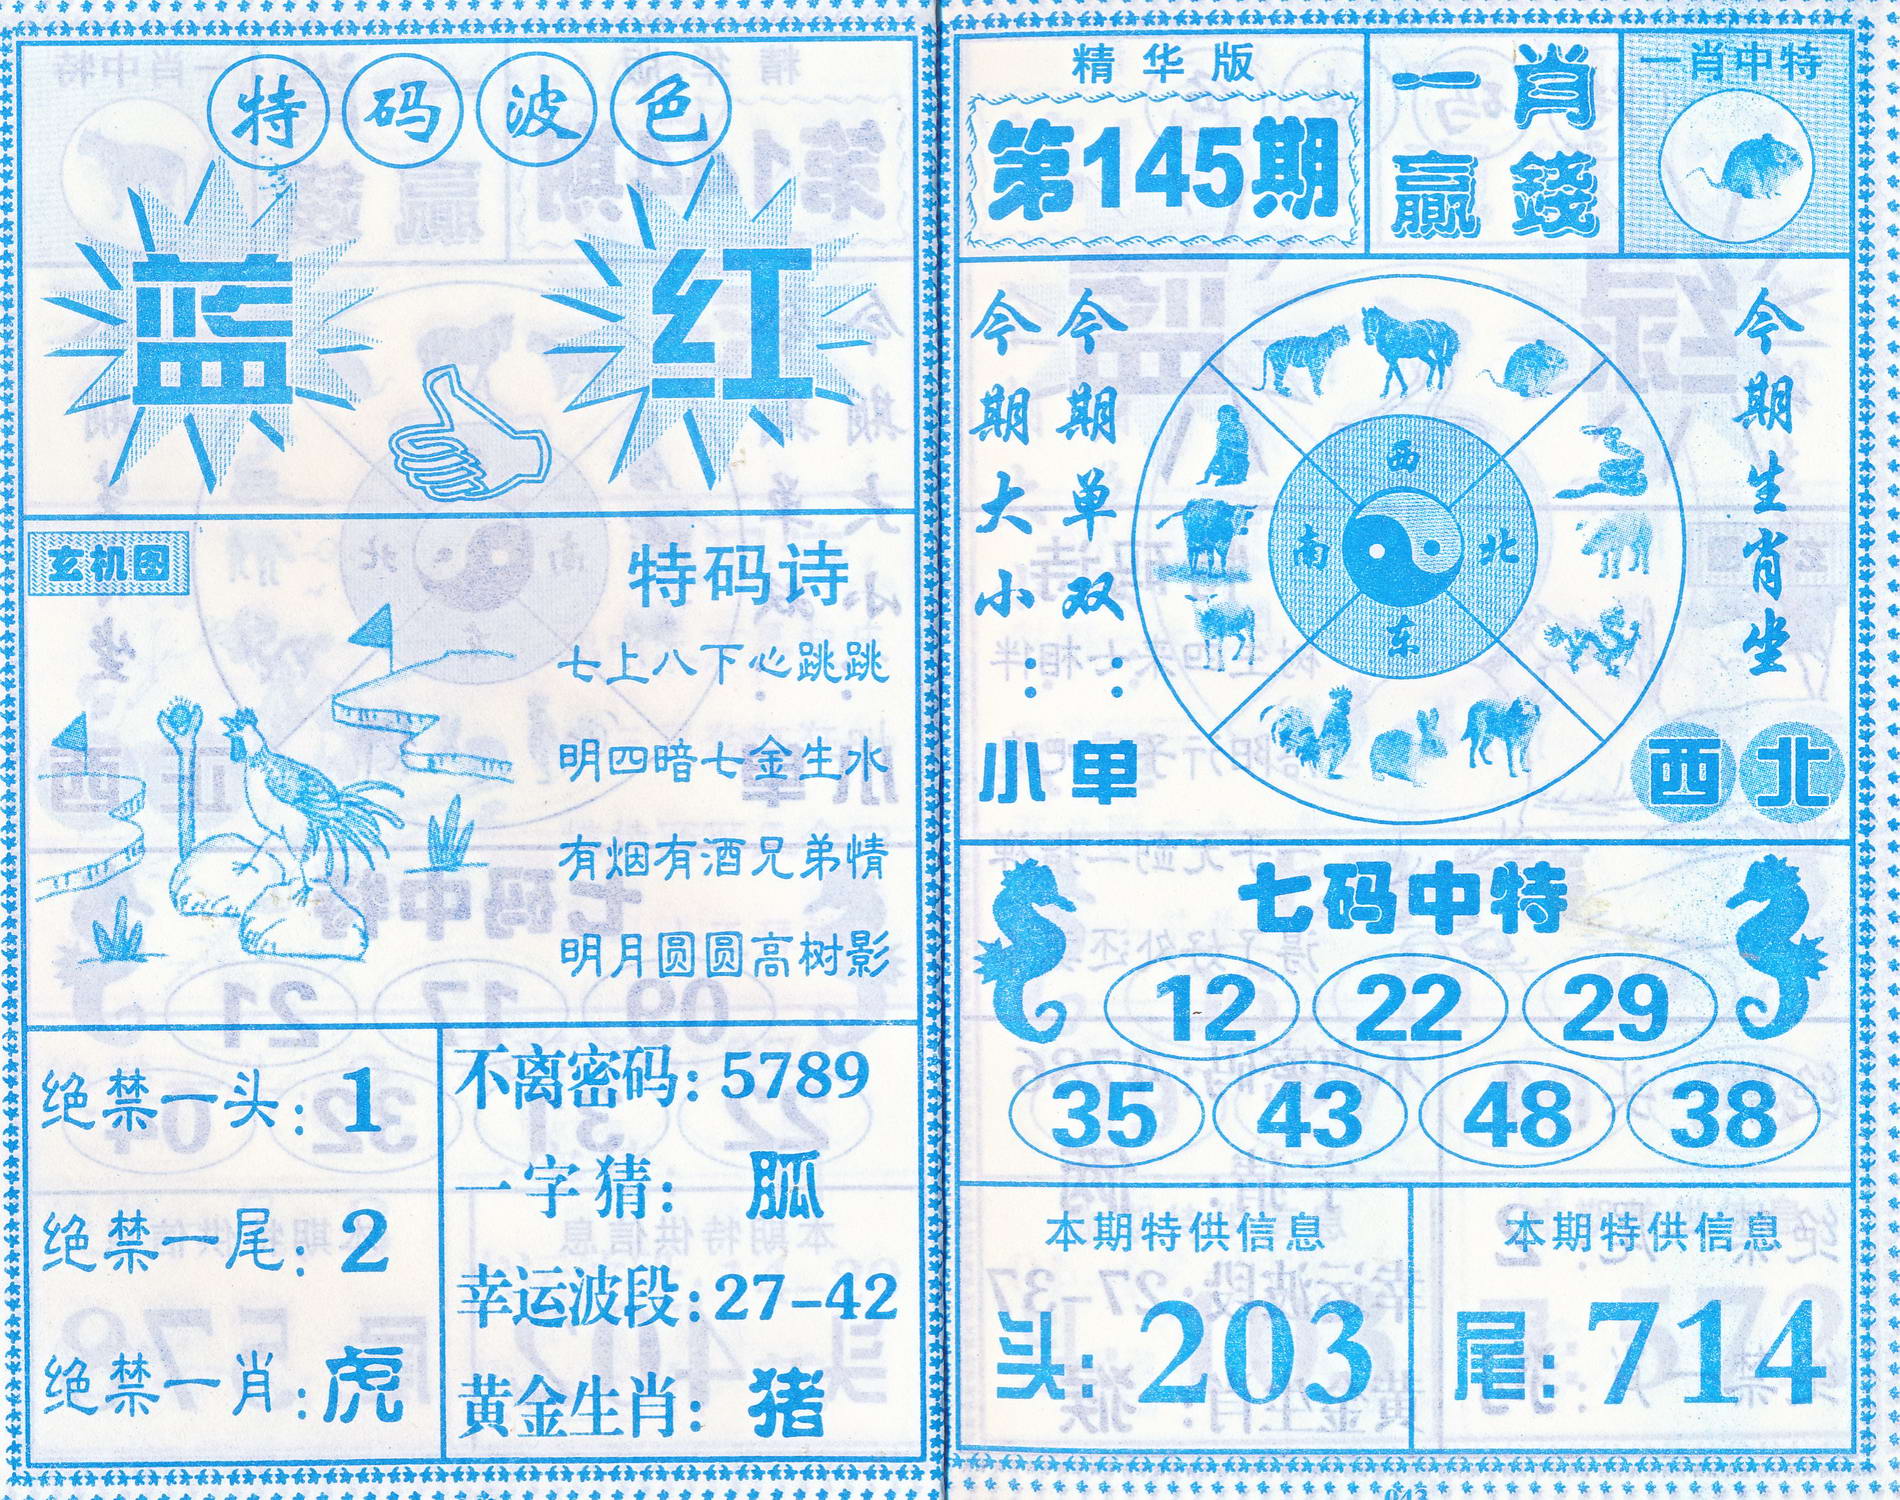 特码波色
蓝 红
玄机图
特码诗
七上八下心跳跳
明四暗七金生水
有烟有酒兄弟情
明月圆圆高树影
绝禁一头：1
绝禁一尾：2
绝禁一肖：虎
不离密码：5789
一字猜：胍
幸运波段：27-42
黄金生肖：猪
精华版
第145期
一肖
赢錢
一肖中特
今期大小：小
今期单双：单
西
南 北
东
今期生肖坐
西北
七码中特
12 22 29
35 43 48 38
本期特供信息
头：203
本期特供信息
尾：714